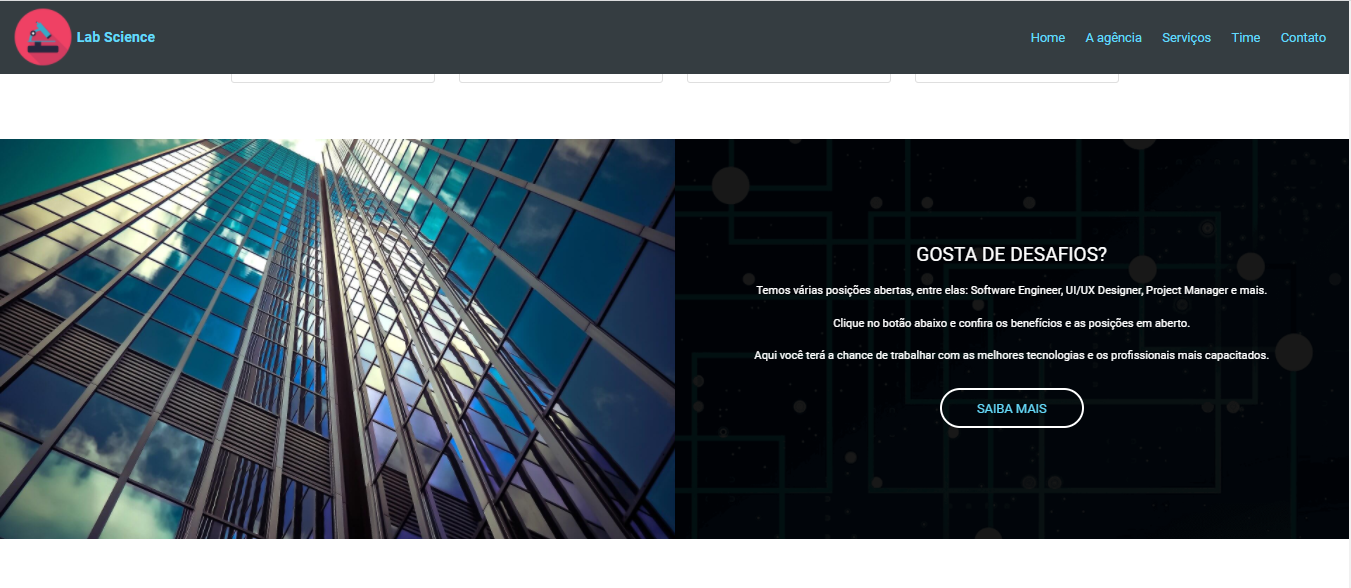 Lab Science
Home A agência Serviços Time Contato
GOSTA DE DESAFIOS?
Temos várias posições abertas, entre elas: Software Engineer, UI/UX Designer, Project Manager e mais.
Clique no botão abaixo e confira os benefícios e as posições em aberto.
Aqui você terá a chance de trabalhar com as melhores tecnologias e os profissionais mais capacitados.
SAIBA MAIS